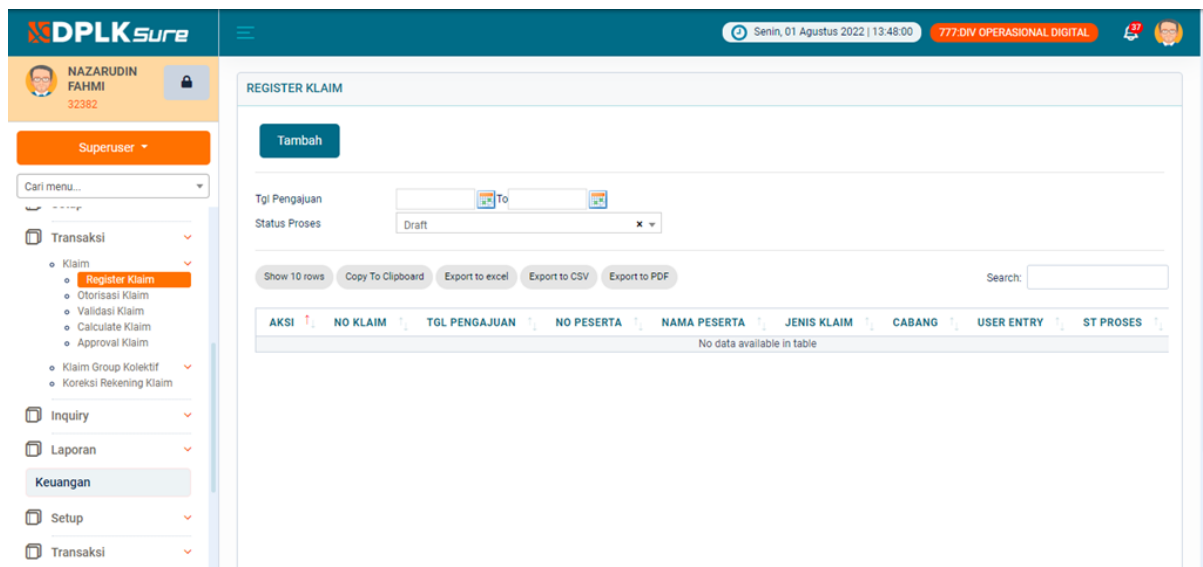 DPLK Sure
Senin, 01 Agustus 2022 | 13:48:00
777:DIV OPERASIONAL DIGITAL
37
NAZARUDIN
FAHMI
32382
Superuser
Cari menu...
Transaksi
Klaim
Register Klaim
Otorisasi Klaim
Validasi Klaim
Calculate Klaim
Approval Klaim
Klaim Group Kolektif
Koreksi Rekening Klaim
Inquiry
Laporan
Keuangan
Setup
Transaksi
REGISTER KLAIM
Tambah
Tgl Pengajuan To
Status Proses Draft
Show 10 rows Copy To Clipboard Export to excel Export to CSV Export to PDF Search:
AKSI NO KLAIM TGL PENGAJUAN NO PESERTA NAMA PESERTA JENIS KLAIM CABANG USER ENTRY ST PROSES
No data available in table